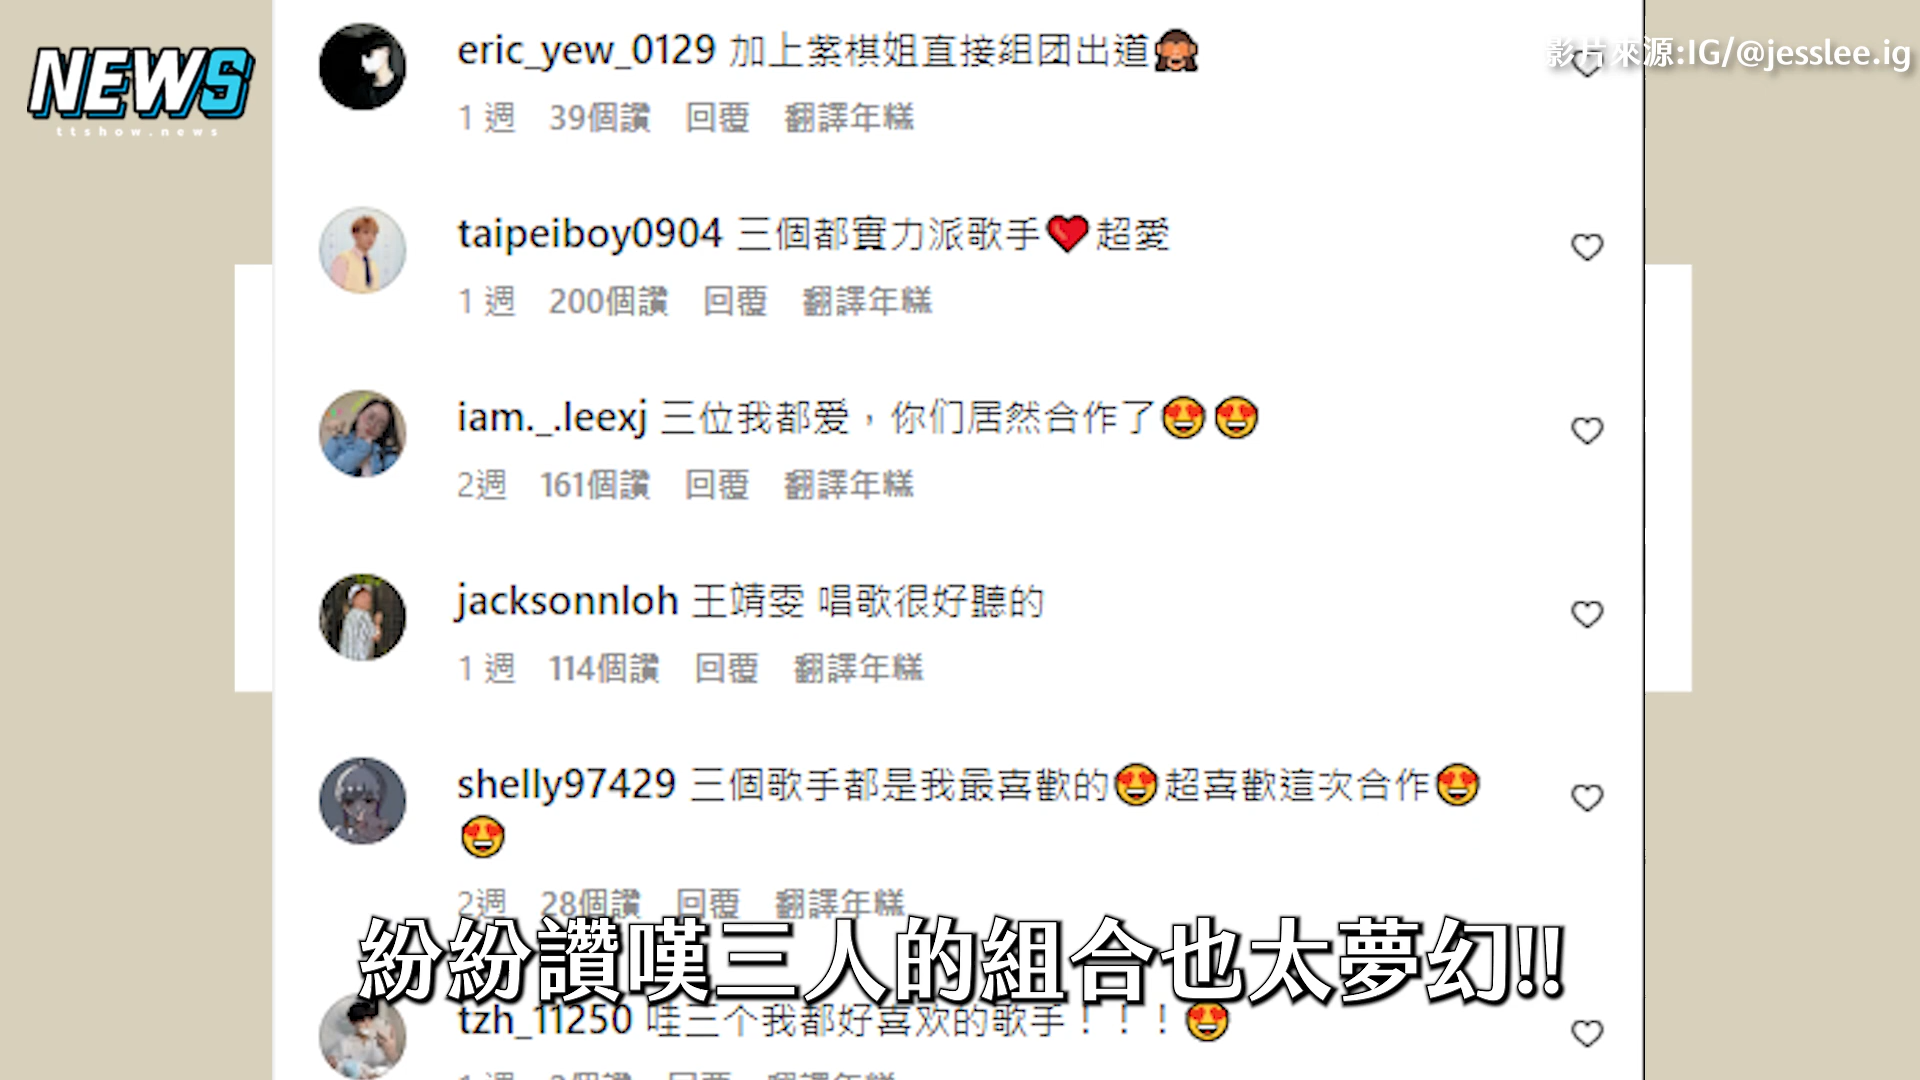 NEWS
ttshow.news
影片來源:IG/@jesslee.ig
eric_yew_0129 加上紫棋姐直接组团出道🙈
1 週 39個讚 回覆 翻譯年糕
taipeiboy0904 三個都實力派歌手❤️超愛
1 週 200個讚 回覆 翻譯年糕
iam._.leexj 三位我都爱，你们居然合作了😍😍
2週 161個讚 回覆 翻譯年糕
jacksonnloh 王靖雯 唱歌很好聽的
1 週 114個讚 回覆 翻譯年糕
shelly97429 三個歌手都是我最喜歡的😍超喜歡這次合作😍
😍
2週 28個讚 回覆 翻譯年糕
紛紛讚嘆三人的組合也太夢幻!!
tzh_11250 哇三个我都好喜欢的歌手！！！😍